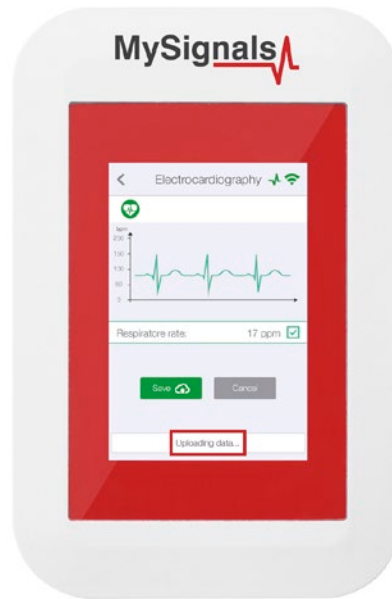 MySignals
Electrocardiography
bpm
200
150
100
50
0
Respiratore rate: 17 ppm
Save Cancel
Uploading data...